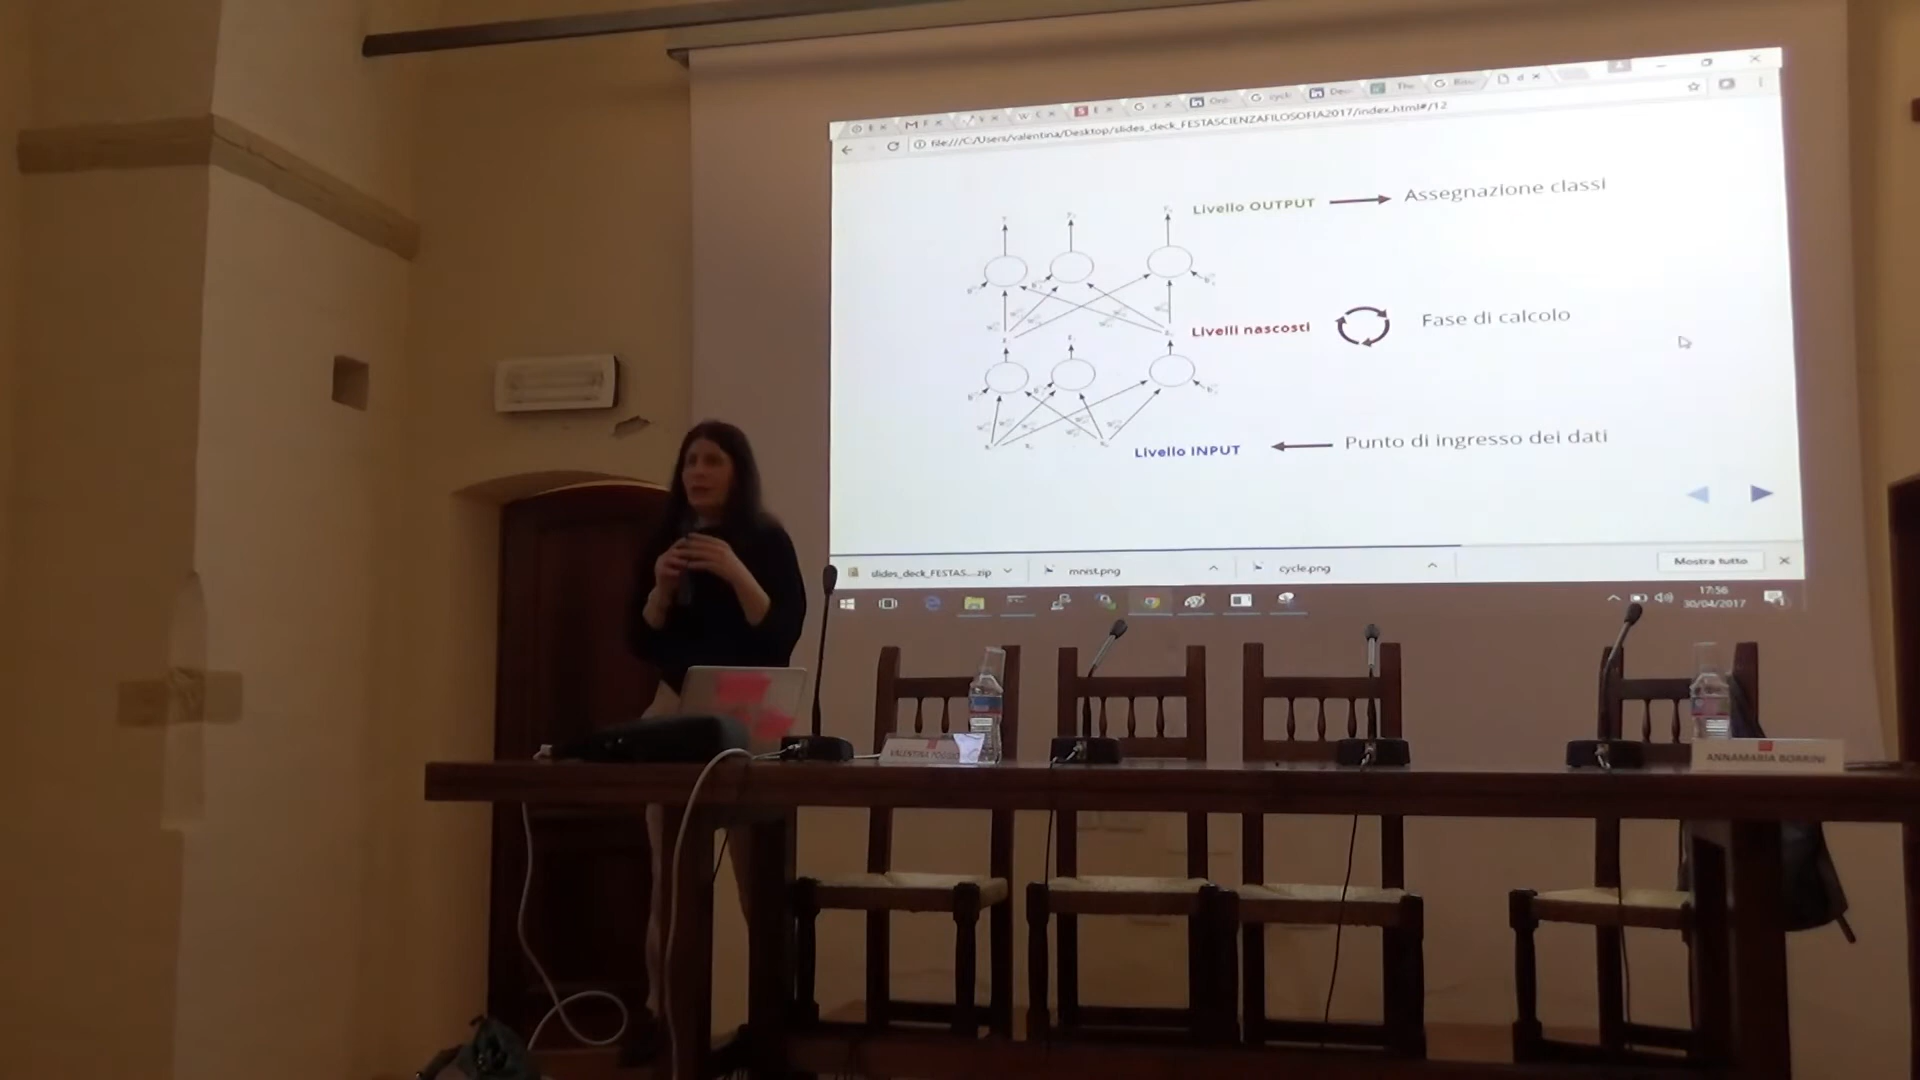 file:///C:/Users/valentina/Desktop/slides_deck_FESTASCIENZAFILOSOFIA2017/index.html#/12
Livello OUTPUT
Assegnazione classi
Livelli nascosti
Fase di calcolo
Livello INPUT
Punto di ingresso dei dati
slides_deck_FESTAS....zip
mnist.png
cycle.png
Mostra tutto
17:56
30/04/2017
VALENTINA
ANNAMARIA BORRINI